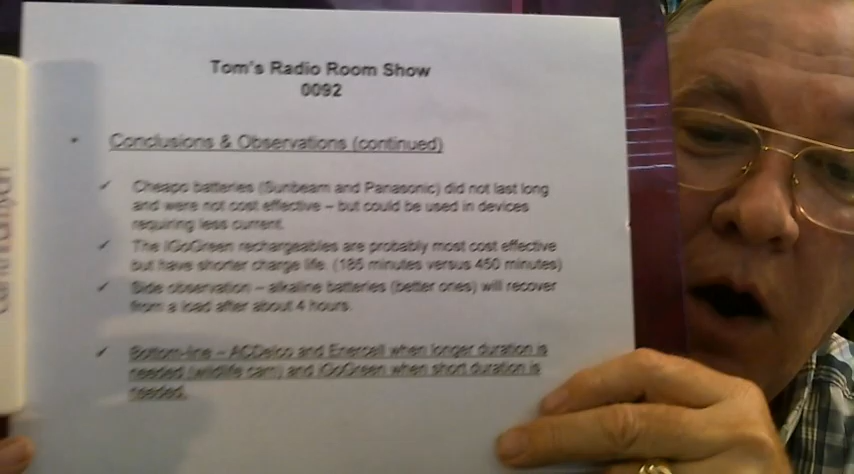 Tom's Radio Room Show
0092
• Conclusions & Observations (continued)
✓ Cheapo batteries (Sunbeam and Panasonic) did not last long
and were not cost effective – but could be used in devices
requiring less current.
✓ The iGoGreen rechargeables are probably most cost effective
but have shorter charge life. (185 minutes versus 450 minutes)
✓ Side observation – alkaline batteries (better ones) will recover
from a load after about 4 hours.
✓ Bottom-line – ACDelco and Enercell when longer duration is
needed (wildlife cam) and iGoGreen when short duration is
needed.